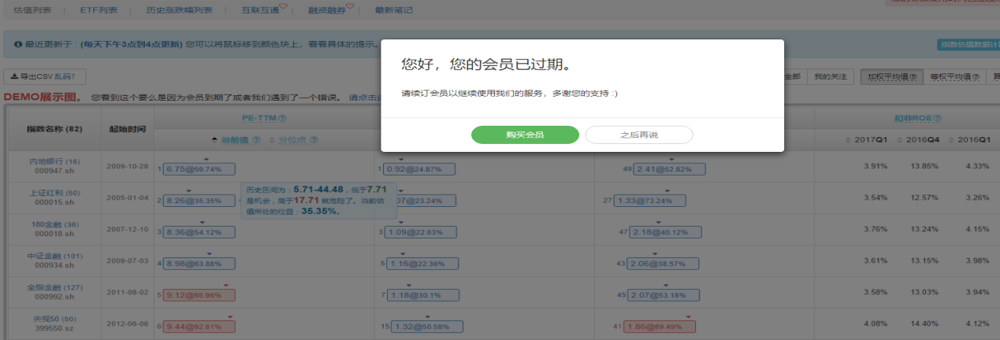 估值列表 | ETF列表 | 历史涨跌幅列表 | 互联互通 | 融资融券 | 最新笔记
最近更新于：(每天下午3点到4点更新) 您可以将鼠标移到颜色块上，看看具体的提示。
指数估值数据计
您好，您的会员已过期。
请续订会员以继续使用我们的服务，多谢您的支持 :)
购买会员 之后再说
导出CSV 乱码?
全部 我的关注 加权平均值 等权平均值
DEMO展示图。 您看到这个要么是因为会员到期了或者我们遇到了一个错误。 请点击
指数名称 (82) 起始时间 PE-TTM 扣非ROE
当前值 分位点 2017Q1 2016Q4 2016Q1
内地银行 (16)
000947.sh 2009-10-28 1 6.75@59.74% 1 0.92@24.87% 49 2.41@52.82% 3.91% 13.85% 4.33%
上证红利 (50)
000015.sh 2005-01-04 2 8.26@35.35% 07@23.24% 27 1.33@73.24% 3.54% 12.57% 3.26%
历史区间为：5.71-44.48，低于7.71
是机会，高于17.71 就危险了。当前估
值所处的位置：35.35%。
180金融 (36)
000018.sh 2007-12-10 3 8.36@54.12% 3 1.09@22.63% 47 2.18@40.12% 3.76% 13.24% 4.15%
中证金融 (101)
000934.sh 2009-07-03 4 8.98@63.88% 5 1.16@22.36% 43 2.06@38.57% 3.61% 13.15% 3.98%
全指金融 (127)
000992.sh 2011-08-02 5 9.12@86.96% 7 1.18@30.1% 45 2.07@53.18% 3.58% 13.03% 3.94%
央视50 (50)
399550.sz 2012-06-06 6 9.44@92.61% 15 1.32@50.58% 41 1.86@89.49% 4.08% 14.40% 4.12%